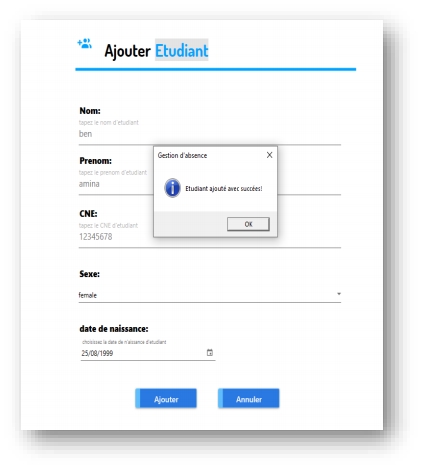 Ajouter Etudiant
Nom:
tapez le nom d'etudiant
ben
Prenom:
tapez le prenom d'etudiant
amina
Gestion d'absence
Etudiant ajouté avec succées!
OK
CNE:
tapez le CNE d'etudiant
12345678
Sexe:
female
date de naissance:
choisissez la date de n'aissance d'etudiant
25/08/1999
Ajouter
Annuler